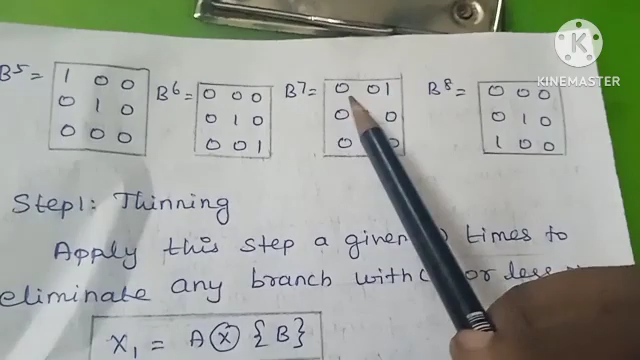 B⁵ = 1 0 0 B⁶ = 0 0 0 B⁷ = 0 0 1 B⁸ = 0 0 0
0 1 0 0 1 0 0 0 0 1 0
0 0 0 0 0 1 0 0 1 0 0
Step1: Thinning
Apply this step a given times to
eliminate any branch with or less
X₁ = A ⊗ {B}
K
KINEMASTER